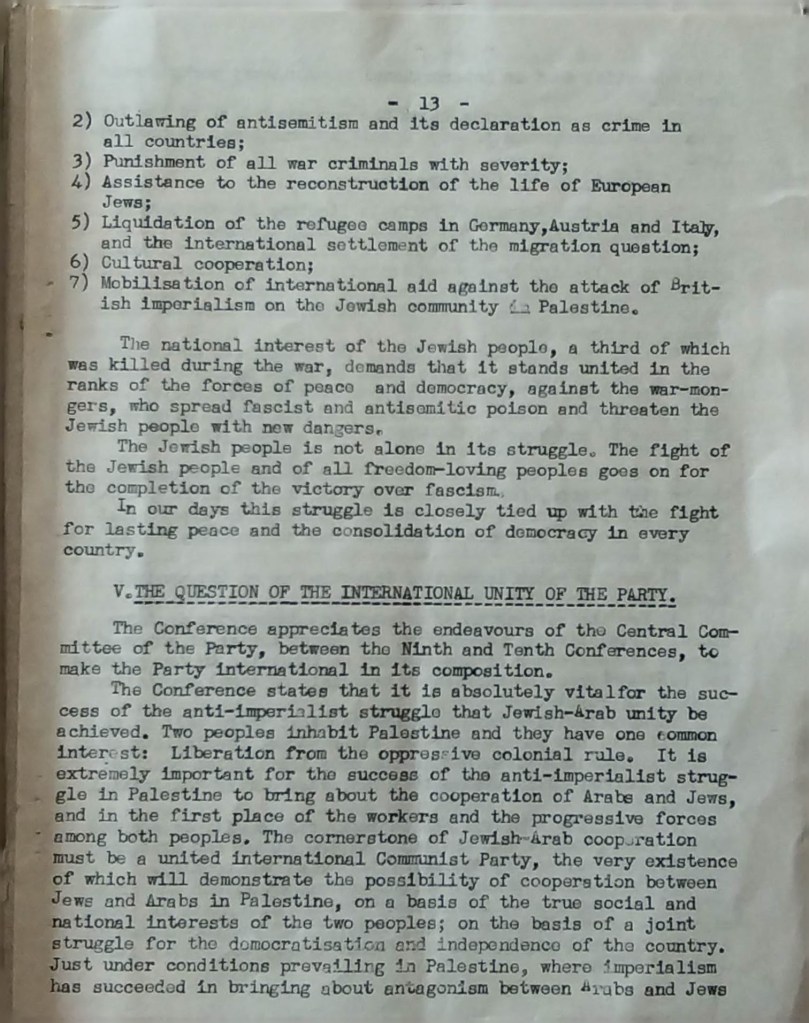 - 13 -
2) Outlawing of antisemitism and its declaration as crime in
all countries;
3) Punishment of all war criminals with severity;
4) Assistance to the reconstruction of the life of European
Jews;
5) Liquidation of the refugee camps in Germany,Austria and Italy,
and the international settlement of the migration question;
6) Cultural cooperation;
7) Mobilisation of international aid against the attack of Brit-
ish imperialism on the Jewish community in Palestine.
The national interest of the Jewish people, a third of which
was killed during the war, demands that it stands united in the
ranks of the forces of peace and democracy, against the war-mon-
gers, who spread fascist and antisemitic poison and threaten the
Jewish people with new dangers.
The Jewish people is not alone in its struggle. The fight of
the Jewish people and of all freedom-loving peoples goes on for
the completion of the victory over fascism.
In our days this struggle is closely tied up with the fight
for lasting peace and the consolidation of democracy in every
country.
V. THE QUESTION OF THE INTERNATIONAL UNITY OF THE PARTY.
The Conference appreciates the endeavours of the Central Com-
mittee of the Party, between the Ninth and Tenth Conferences, to
make the Party international in its composition.
The Conference states that it is absolutely vitalfor the suc-
cess of the anti-imperialist struggle that Jewish-Arab unity be
achieved. Two peoples inhabit Palestine and they have one common
interest: Liberation from the oppressive colonial rule. It is
extremely important for the success of the anti-imperialist strug-
gle in Palestine to bring about the cooperation of Arabs and Jews,
and in the first place of the workers and the progressive forces
among both peoples. The cornerstone of Jewish-Arab cooperation
must be a united international Communist Party, the very existence
of which will demonstrate the possibility of cooperation between
Jews and Arabs in Palestine, on a basis of the true social and
national interests of the two peoples; on the basis of a joint
struggle for the democratisation and independence of the country.
Just under conditions prevailing in Palestine, where imperialism
has succeeded in bringing about antagonism between Arabs and Jews